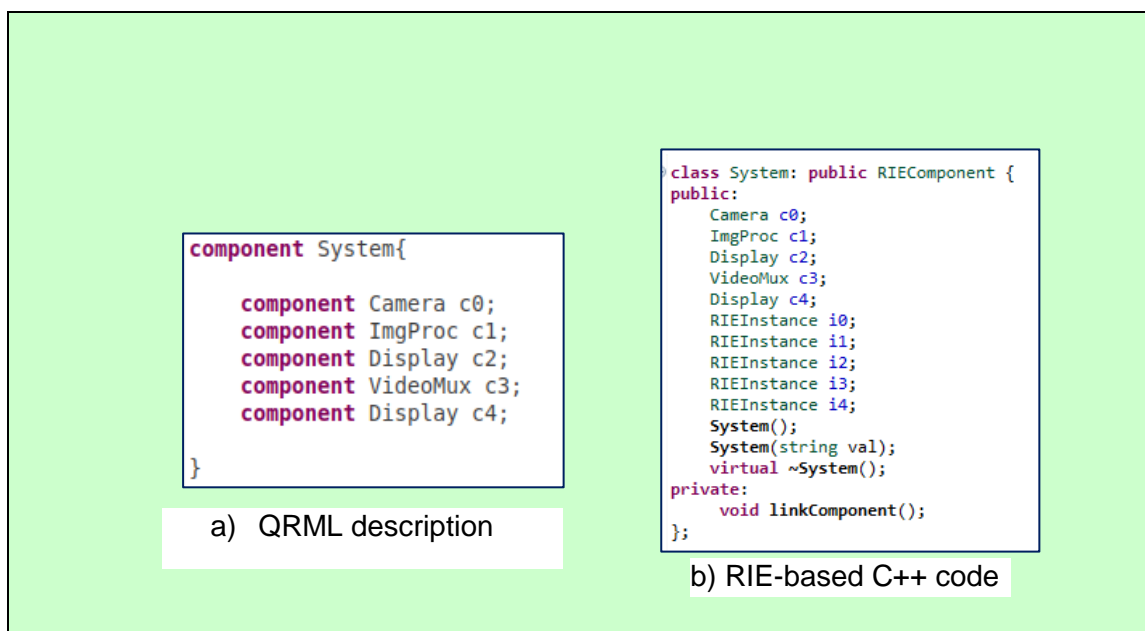 component System{
component Camera c0;
component ImgProc c1;
component Display c2;
component VideoMux c3;
component Display c4;
}
a) QRML description
class System: public RIEComponent {
public:
Camera c0;
ImgProc c1;
Display c2;
VideoMux c3;
Display c4;
RIEInstance i0;
RIEInstance i1;
RIEInstance i2;
RIEInstance i3;
RIEInstance i4;
System();
System(string val);
virtual ~System();
private:
void linkComponent();
};
b) RIE-based C++ code